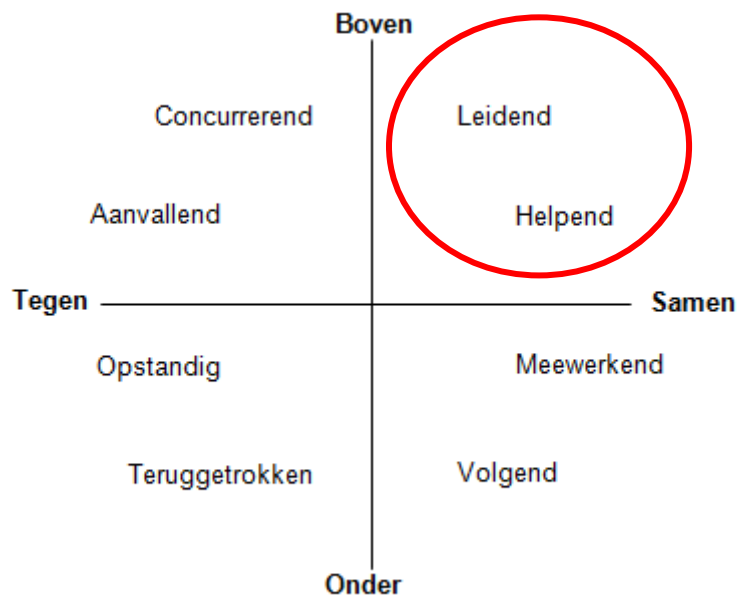 Boven
Concurrerend Leidend
Aanvallend Helpend
Tegen Samen
Opstandig Meewerkend
Teruggetrokken Volgend
Onder